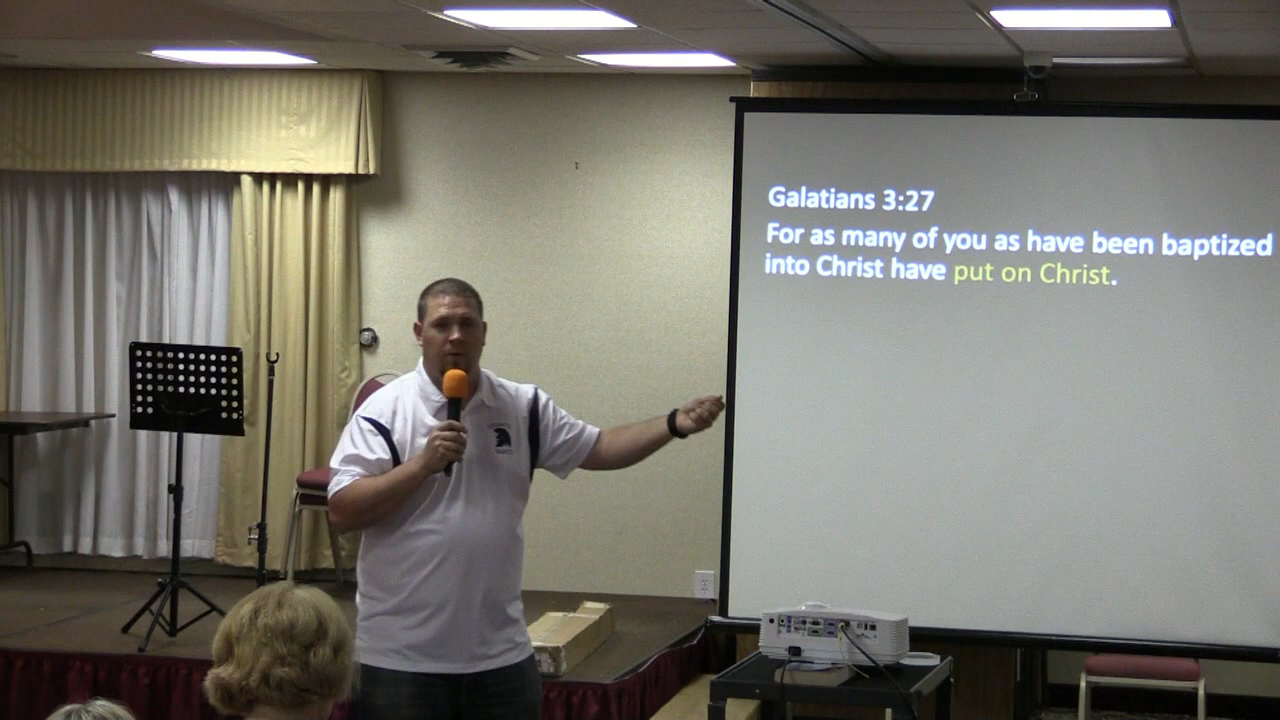 Galatians 3:27
For as many of you as have been baptized
into Christ have put on Christ.